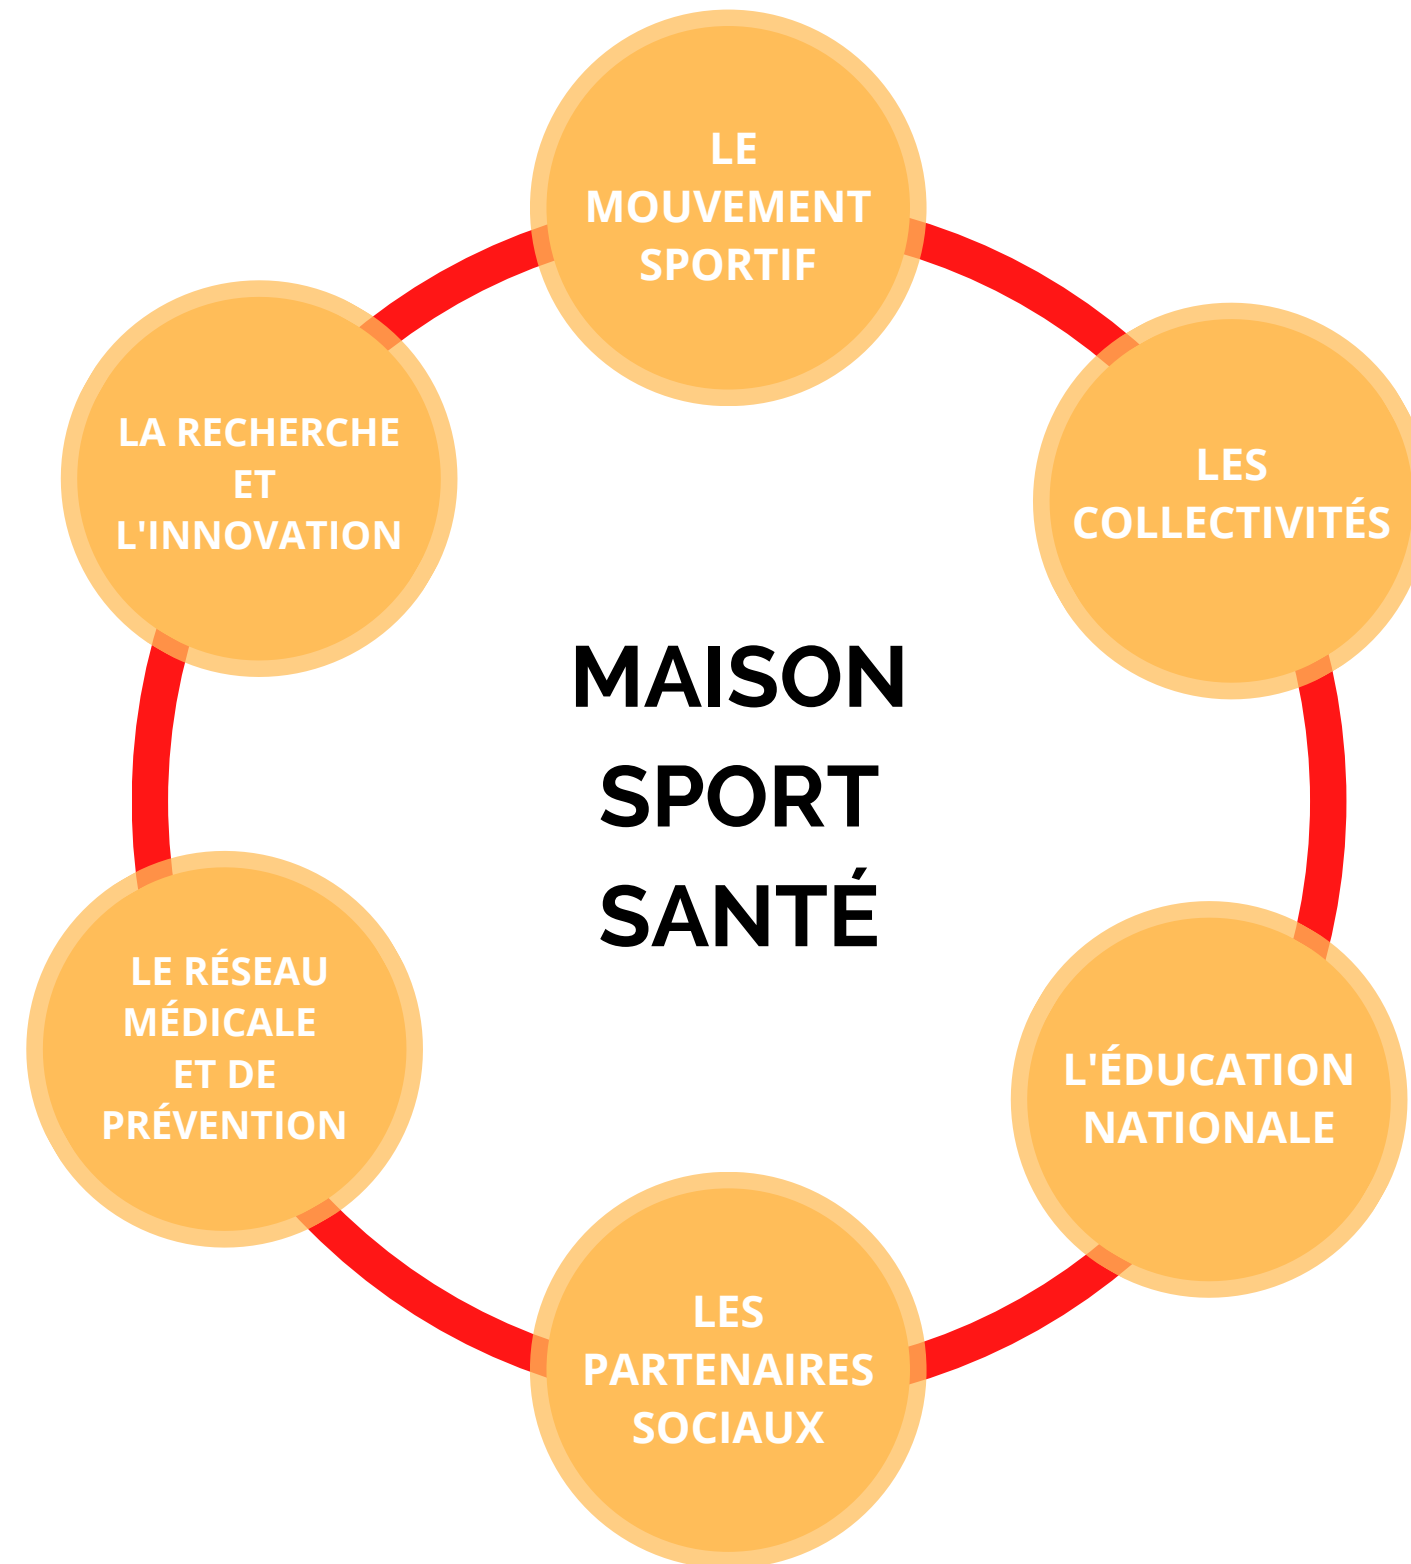 LE
MOUVEMENT
SPORTIF
LES
COLLECTIVITÉS
L'ÉDUCATION
NATIONALE
LES
PARTENAIRES
SOCIAUX
LE RÉSEAU
MÉDICALE
ET DE
PRÉVENTION
LA RECHERCHE
ET
L'INNOVATION
MAISON
SPORT
SANTÉ